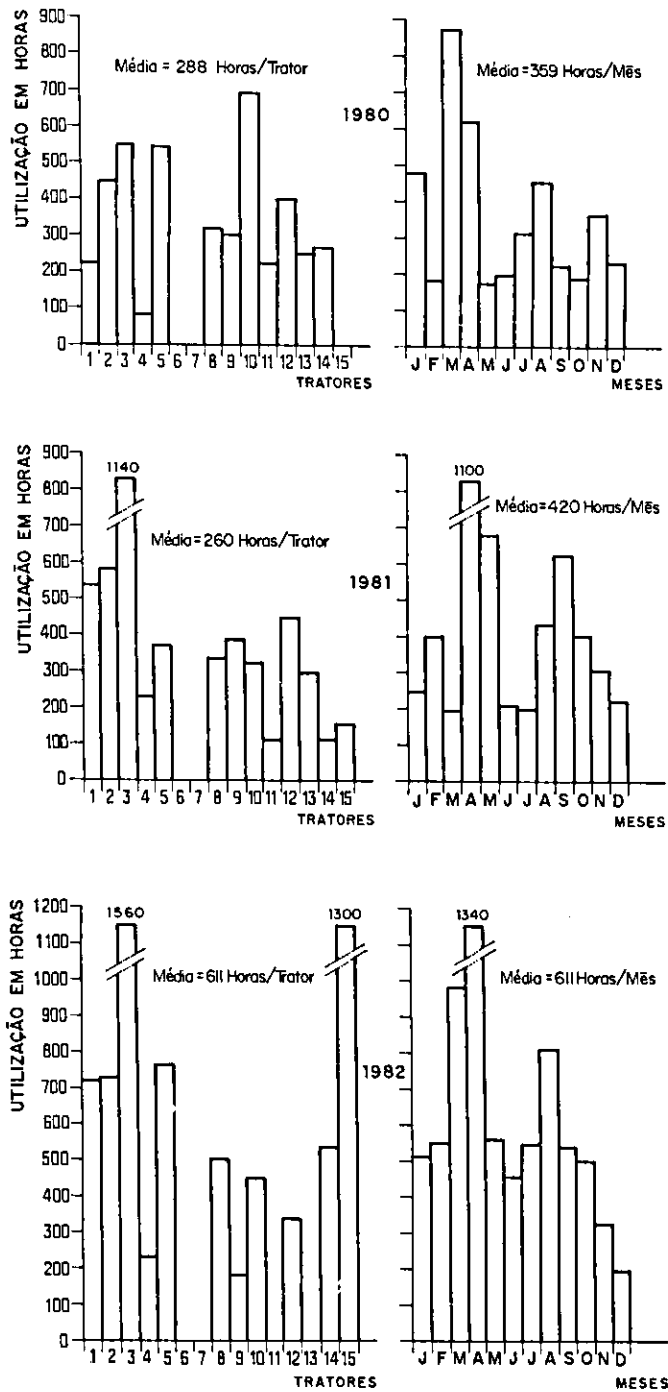 UTILIZAÇÃO EM HORAS
900
800
700
600
500
400
300
200
100
0
Média = 288 Horas/Trator
1 2 3 4 5 6 7 8 9 10 11 12 13 14 15
TRATORES
1980
Média=359 Horas/Mês
J F M A M J J A S O N D
MESES
UTILIZAÇÃO EM HORAS
900
800
700
600
500
400
300
200
100
0
1140
Média=260 Horas/Trator
1 2 3 4 5 6 7 8 9 10 11 12 13 14 15
TRATORES
1981
1100
Média=420 Horas/Mês
J F M A M J J A S O N D
MESES
UTILIZAÇÃO EM HORAS
1200
1100
1000
900
800
700
600
500
400
300
200
100
0
1560
1300
Média=611 Horas/Trator
1 2 3 4 5 6 7 8 9 10 11 12 13 14 15
TRATORES
1982
1340
Média=611 Horas/Mês
J F M A M J J A S O N D
MESES